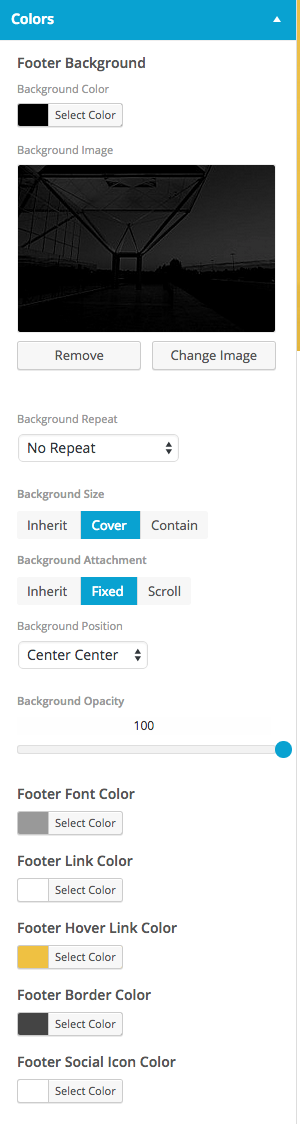 Colors
Footer Background
Background Color
Select Color
Background Image
Remove
Change Image
Background Repeat
No Repeat
Background Size
Inherit Cover Contain
Background Attachment
Inherit Fixed Scroll
Background Position
Center Center
Background Opacity
100
Footer Font Color
Select Color
Footer Link Color
Select Color
Footer Hover Link Color
Select Color
Footer Border Color
Select Color
Footer Social Icon Color
Select Color